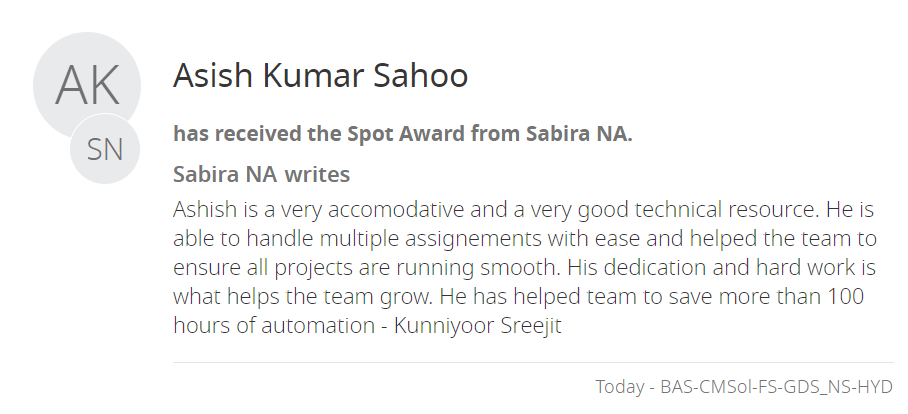 AK
SN
Asish Kumar Sahoo
has received the Spot Award from Sabira NA.
Sabira NA writes
Ashish is a very accomodative and a very good technical resource. He is
able to handle multiple assignements with ease and helped the team to
ensure all projects are running smooth. His dedication and hard work is
what helps the team grow. He has helped team to save more than 100
hours of automation - Kunniyoor Sreejit
Today - BAS-CMSol-FS-GDS_NS-HYD